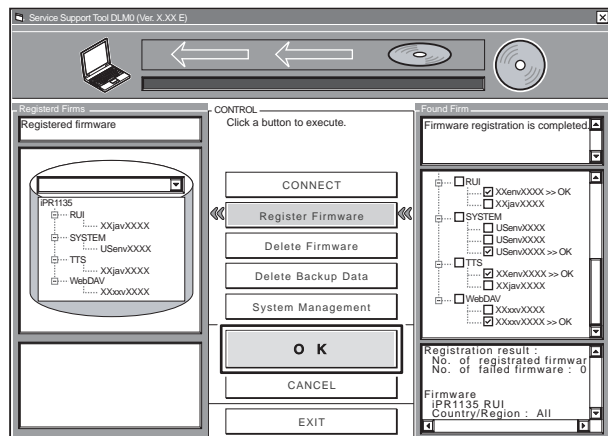 Service Support Tool DLM0 (Ver. X.XX E)
Registerd Firms
Registered firmware
iPR1135
RUI
XXjavXXXX
SYSTEM
USenvXXXX
TTS
XXjavXXXX
WebDAV
XXxxvXXXX
CONTROL
Click a button to execute.
CONNECT
Register Firmware
Delete Firmware
Delete Backup Data
System Management
OK
CANCEL
EXIT
Found Firm
Firmware registration is completed.
RUI
XXenvXXXX >> OK
XXjavXXXX
SYSTEM
USenvXXXX
USenvXXXX
USenvXXXX >> OK
TTS
XXenvXXXX >> OK
XXjavXXXX
WebDAV
XXxxvXXXX
XXxxvXXXX >> OK
Registration result :
No. of registrated firmwar
No. of failed firmware : 0
Firmware
iPR1135 RUI
Country/Region : All